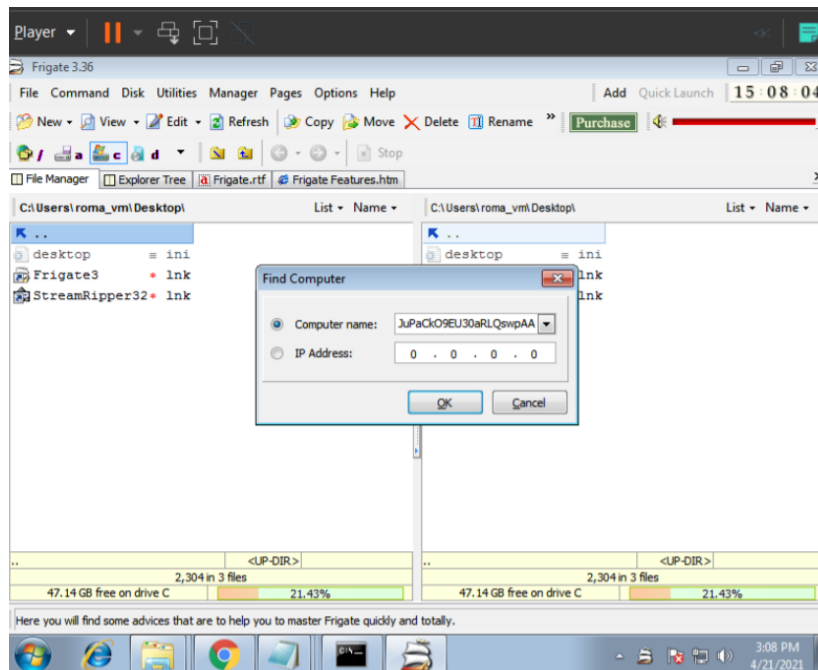 Player
Frigate 3.36
File Command Disk Utilities Manager Pages Options Help Add Quick Launch 15:08:04
New View Edit Refresh Copy Move Delete Rename » Purchase
/ a c d Stop
File Manager Explorer Tree Frigate.rtf Frigate Features.htm
C:\Users\roma_vm\Desktop\ List Name C:\Users\roma_vm\Desktop\ List Name
.. ..
desktop ini desktop ini
Frigate3 lnk lnk
StreamRipper32 lnk lnk
Find Computer
Computer name: JuPaCkO9EU30aRLQswpAA
IP Address: 0 . 0 . 0 . 0
OK Cancel
.. <UP-DIR> .. <UP-DIR>
2,304 in 3 files 2,304 in 3 files
47.14 GB free on drive C 21.43% 47.14 GB free on drive C 21.43%
Here you will find some advices that are to help you to master Frigate quickly and totally.
3:08 PM
4/21/2021